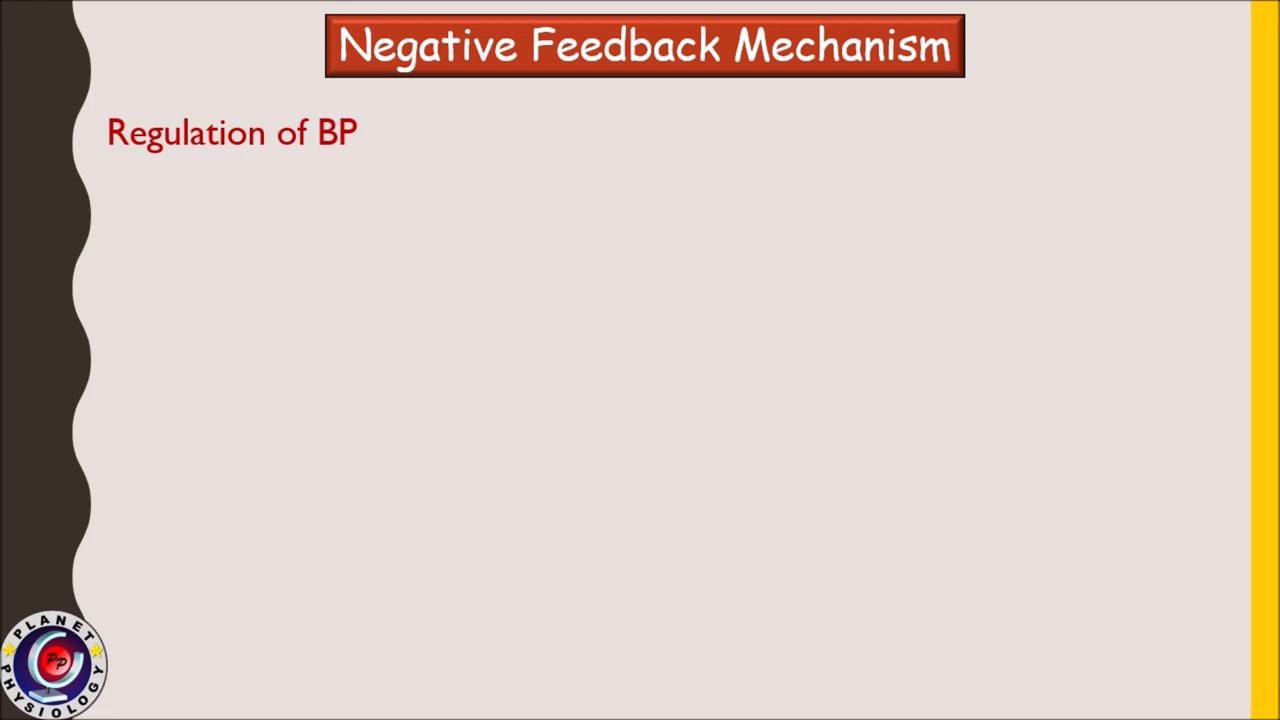 Negative Feedback Mechanism
Regulation of BP
PLANET
PP
PHYSIOLOGY